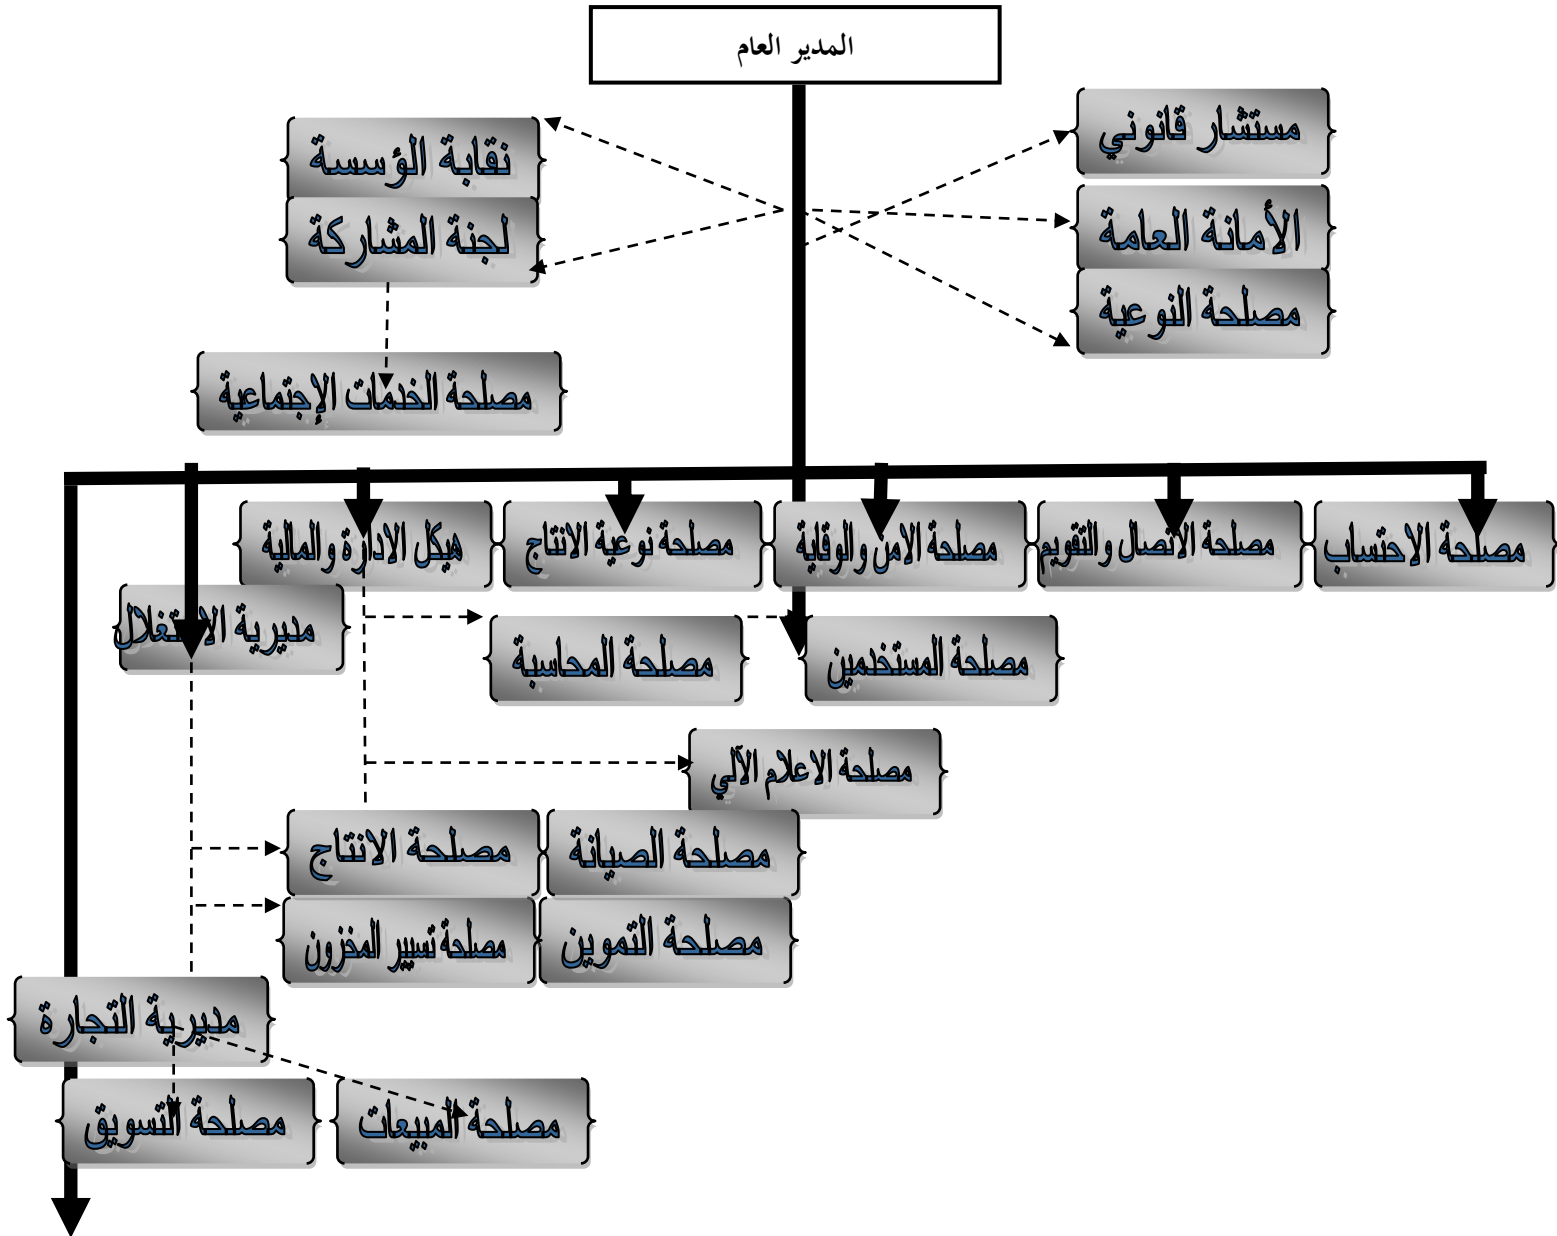 المدير العام
مستشار قانوني
نقابة الؤسسة
الأمانة العامة
لجنة المشاركة
مصلحة النوعية
مصلحة الخدمات الإجتماعية
مصلحة الاحتساب
مصلحة الاتصال والتقويم
مصلحة الامن والوقاية
مصلحة نوعية الانتاج
هيكل الادارة والمالية
مديرية الاستغلال
مصلحة المستخدمين
مصلحة المحاسبة
مصلحة الاعلام الآلي
مصلحة الصيانة
مصلحة الانتاج
مصلحة التموين
مصلحة تسيير المخزون
مديرية التجارة
مصلحة المبيعات
مصلحة التسويق